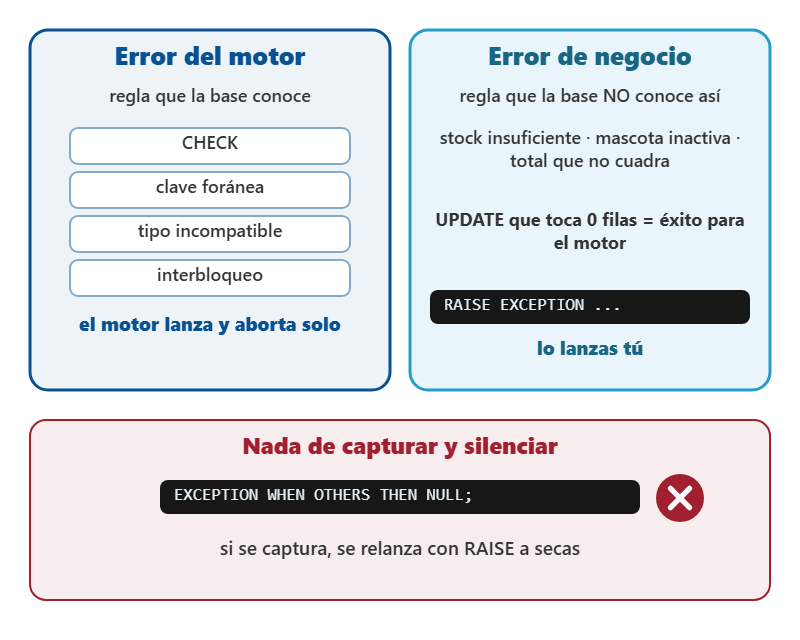 Error del motor
regla que la base conoce
CHECK
clave foránea
tipo incompatible
interbloqueo
el motor lanza y aborta solo
Error de negocio
regla que la base NO conoce así
stock insuficiente · mascota inactiva ·
total que no cuadra
UPDATE que toca 0 filas = éxito para
el motor
RAISE EXCEPTION ...
lo lanzas tú
Nada de capturar y silenciar
EXCEPTION WHEN OTHERS THEN NULL;
si se captura, se relanza con RAISE a secas